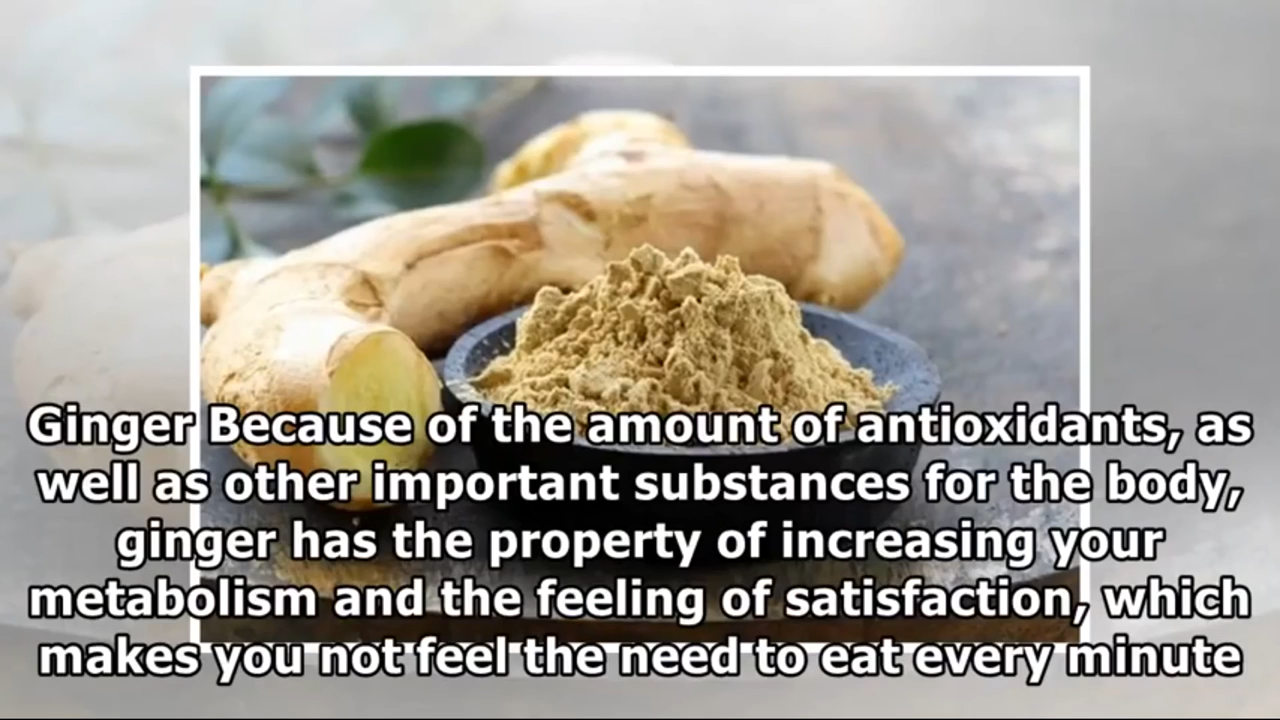 Ginger Because of the amount of antioxidants, as
well as other important substances for the body,
ginger has the property of increasing your
metabolism and the feeling of satisfaction, which
makes you not feel the need to eat every minute